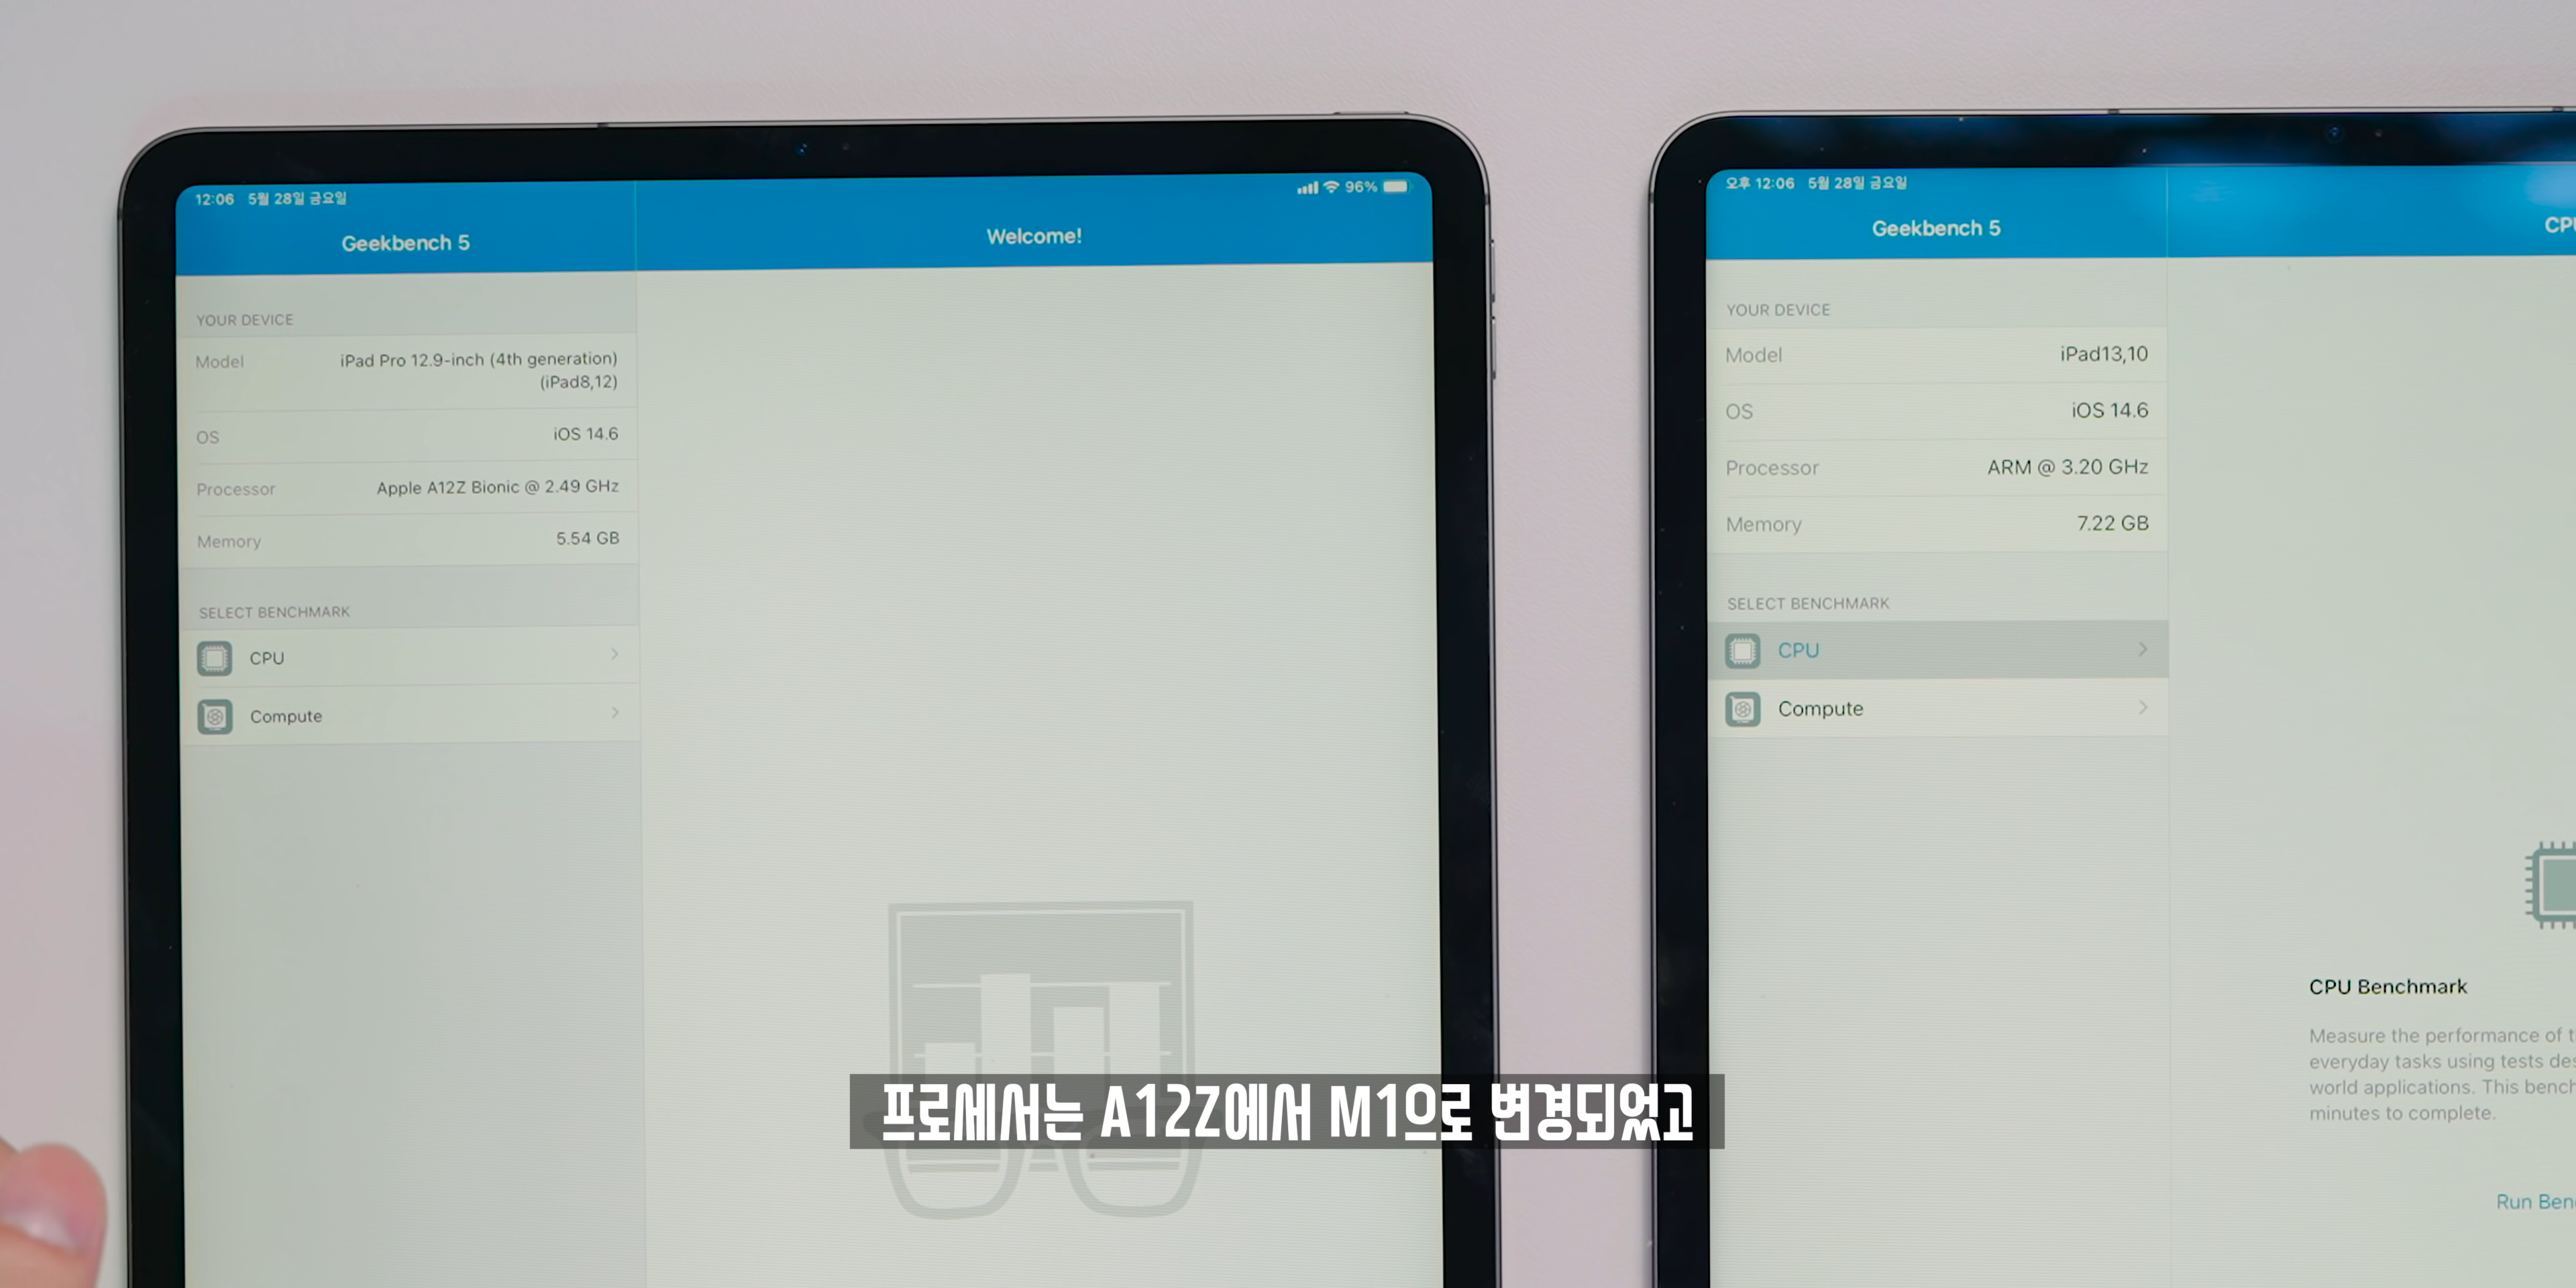 12:06 5월 28일 금요일
96%
Geekbench 5
Welcome!
YOUR DEVICE
Model
iPad Pro 12.9-inch (4th generation)
(iPad8,12)
OS
iOS 14.6
Processor
Apple A12Z Bionic @ 2.49 GHz
Memory
5.54 GB
SELECT BENCHMARK
CPU
Compute
오후 12:06 5월 28일 금요일
Geekbench 5
YOUR DEVICE
Model
iPad13,10
OS
iOS 14.6
Processor
ARM @ 3.20 GHz
Memory
7.22 GB
SELECT BENCHMARK
CPU
Compute
CPU Benchmark
Measure the performance of
everyday tasks using tests
world applications. This
minutes to complete.
Run
프로세서는 A12Z에서 M1으로 변경되었고